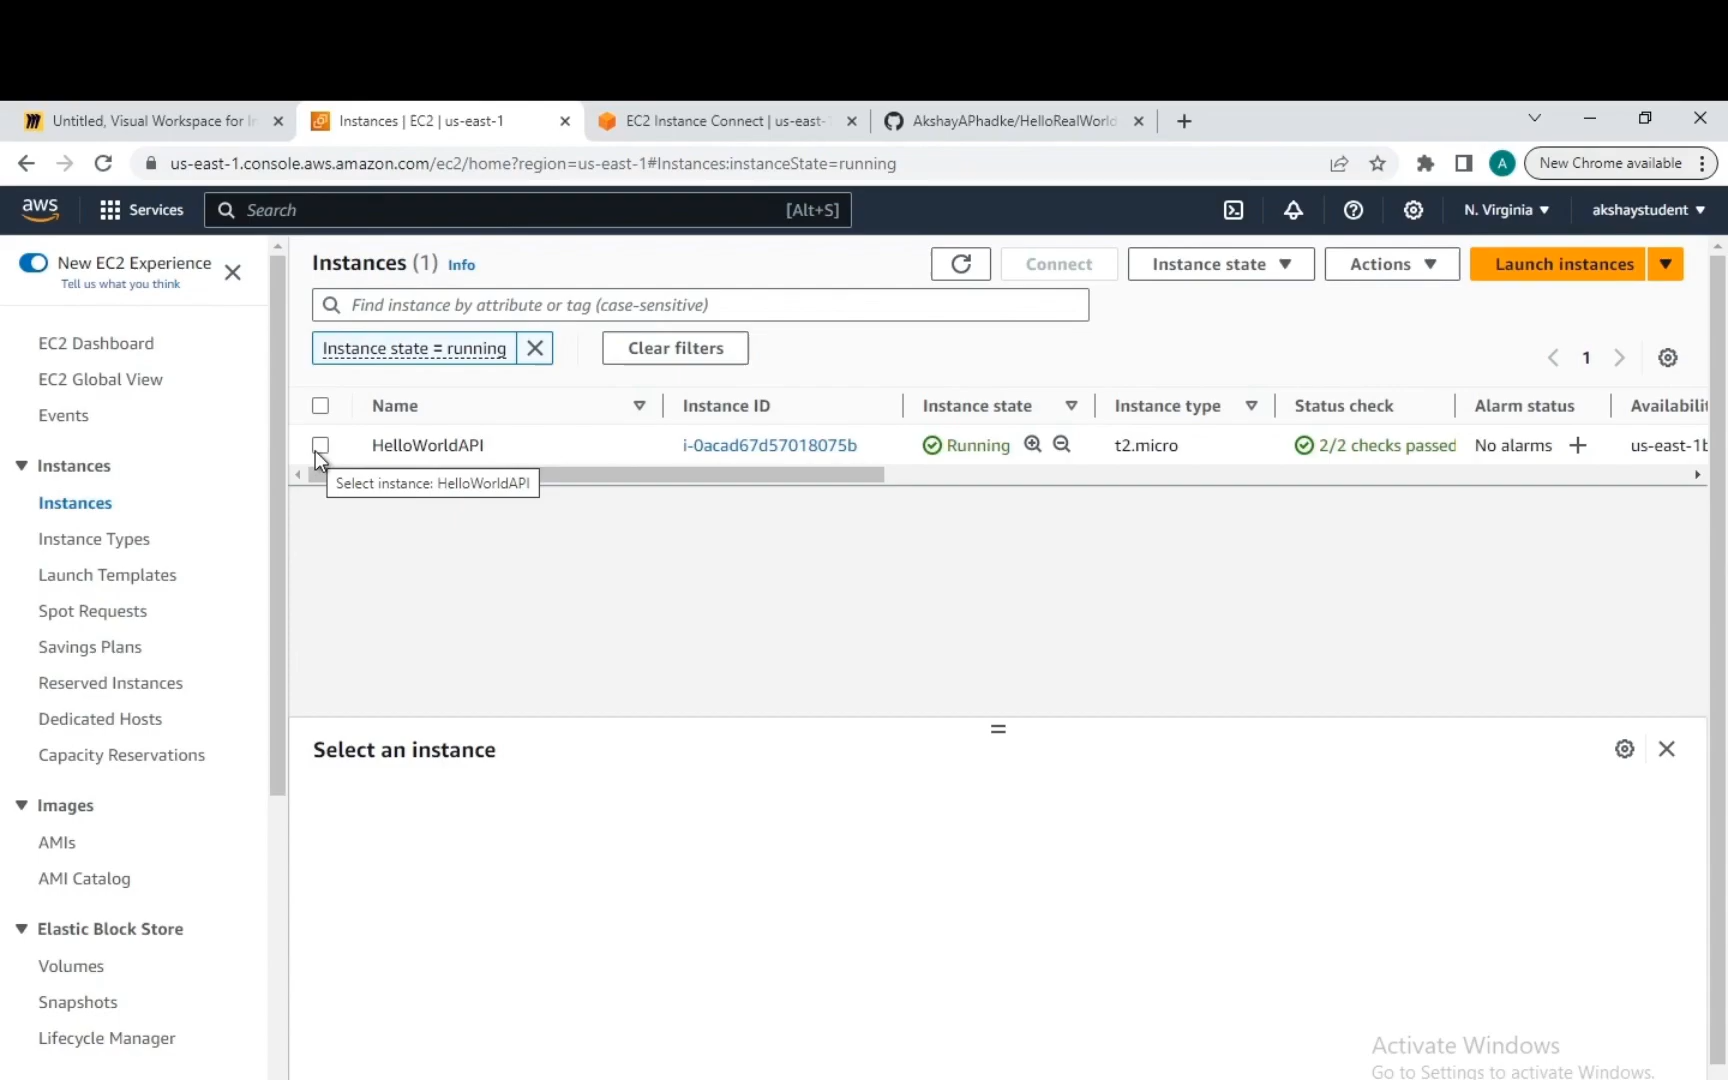 Untitled, Visual Workspace for In
Instances | EC2 | us-east-1
EC2 Instance Connect | us-east-
AkshayAPhadke/HelloRealWorld
us-east-1.console.aws.amazon.com/ec2/home?region=us-east-1#Instances:instanceState=running
A
New Chrome available
aws
Services
Search
[Alt+S]
N. Virginia
akshaystudent
New EC2 Experience
Tell us what you think
EC2 Dashboard
EC2 Global View
Events
Instances
Instances
Instance Types
Launch Templates
Spot Requests
Savings Plans
Reserved Instances
Dedicated Hosts
Capacity Reservations
Images
AMIs
AMI Catalog
Elastic Block Store
Volumes
Snapshots
Lifecycle Manager
Instances (1) Info
Connect
Instance state
Actions
Launch instances
Find instance by attribute or tag (case-sensitive)
Instance state = running
Clear filters
1
Name Instance ID Instance state Instance type Status check Alarm status Availabili
HelloWorldAPI i-0acad67d57018075b Running t2.micro 2/2 checks passed No alarms + us-east-1b
Select instance: HelloWorldAPI
Select an instance
Activate Windows
Go to Settings to activate Windows.